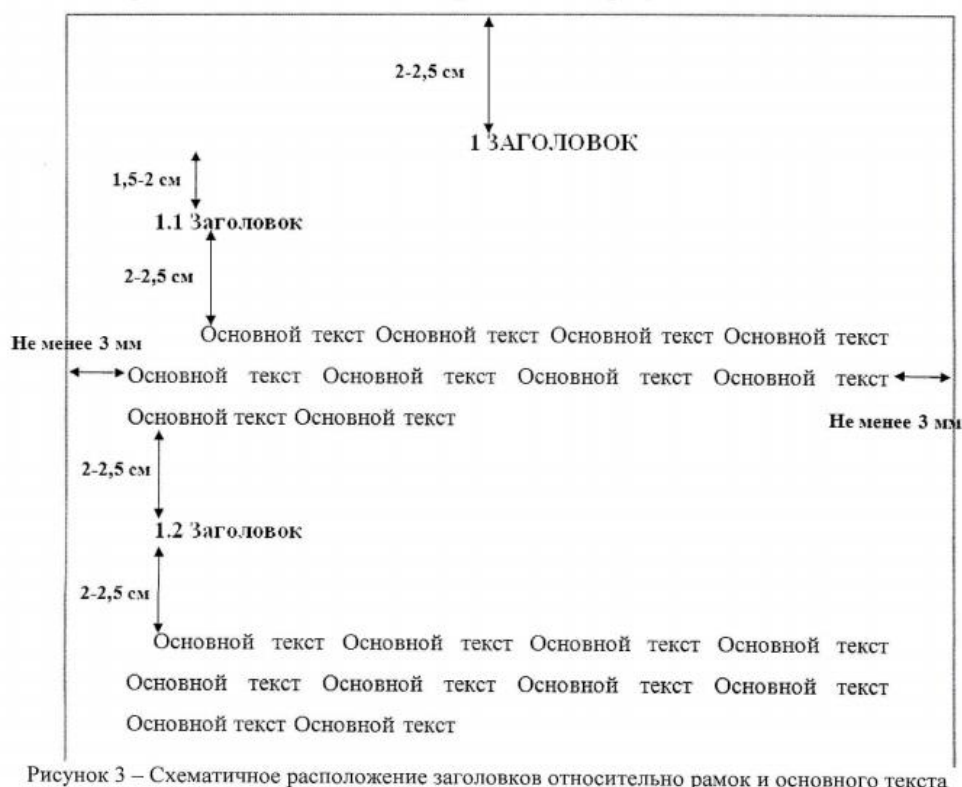 2-2,5 см
1 ЗАГОЛОВОК
1,5-2 см
1.1 Заголовок
2-2,5 см
Основной текст Основной текст Основной текст Основной текст
Не менее 3 мм
Основной текст Основной текст Основной текст Основной текст
Основной текст Основной текст
Не менее 3 мм
2-2,5 см
1.2 Заголовок
2-2,5 см
Основной текст Основной текст Основной текст Основной текст
Основной текст Основной текст Основной текст Основной текст
Основной текст Основной текст
Рисунок 3 – Схематичное расположение заголовков относительно рамок и основного текста